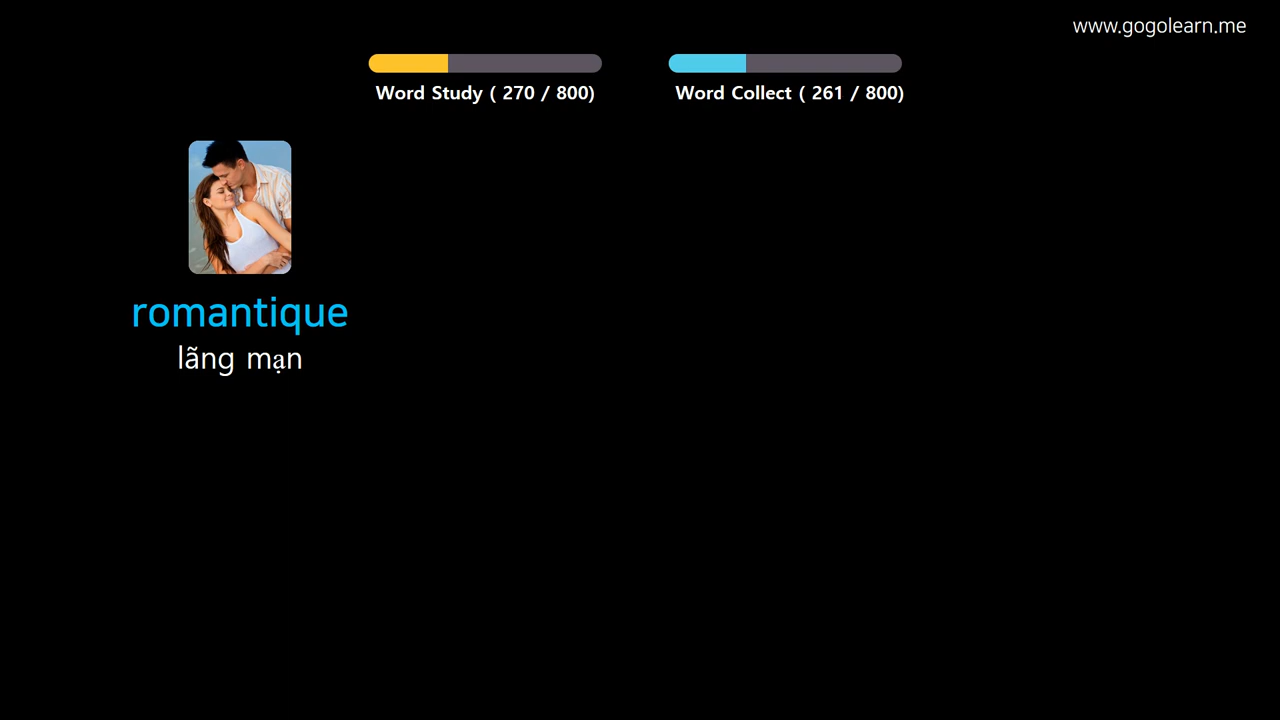 www.gogolearn.me
Word Study ( 270 / 800)
Word Collect ( 261 / 800)
romantique
lãng mạn